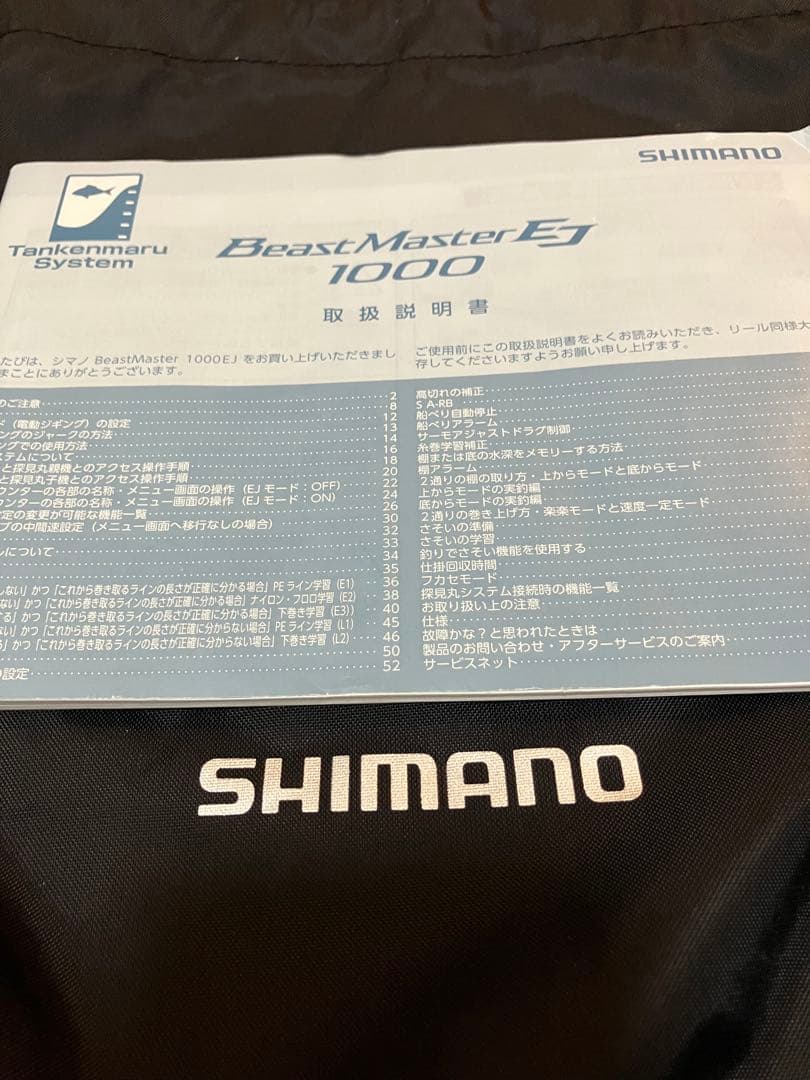 SHIMANO
Tankenmaru
System
BeastMaster EJ
1000
取扱説明書
たびは、シマノ BeastMaster 1000EJ をお買い上げいただきまし
まことにありがとうございます。
ご使用前にこの取扱説明書をよくお読みいただき、リール同様大
存してくださいますようお願い申し上げます。
のご注意
ド（電動ジギング）の設定
ングのジャークの方法
ングでの使用方法
ステムについて
と探見丸親機とのアクセス操作手順
と探見丸子機とのアクセス操作手順
ウンターの各部の名称・メニュー画面の操作（EJ モード：OFF）
ウンターの各部の名称・メニュー画面の操作（EJ モード：ON）
定の変更が可能な機能一覧
プの中間速設定（メニュー画面へ移行なしの場合）
ルについて
しない」かつ「これから巻き取るラインの長さが正確に分かる場合」PE ライン学習（E1）
ない」かつ「これから巻き取るラインの長さが正確に分かる場合」ナイロン・フロロ学習（E2）
する」かつ「これから巻き取るラインの長さが正確に分かる場合」下巻き学習（E3））
ない」かつ「これから巻き取るラインの長さが正確に分からない場合」PE ライン学習（L1）
る」かつ「これから巻き取るラインの長さが正確に分からない場合」下巻き学習（L2）
の設定
2
8
12
13
14
16
18
20
22
24
26
30
32
33
34
35
36
38
40
45
46
50
52
高切れの補正
S A-RB
船べり自動停止
船べりアラーム
サーモアジャストドラグ制御
糸巻学習補正
棚または底の水深をメモリーする方法
棚アラーム
2通りの棚の取り方・上からモードと底からモード
上からモードの実釣編
底からモードの実釣編
2通りの巻き上げ方・楽楽モードと速度一定モード
さそいの準備
さそいの学習
釣りでさそい機能を使用する
仕掛回収時間
フカセモード
探見丸システム接続時の機能一覧
お取り扱い上の注意
仕様
故障かな？と思われたときは
製品のお問い合わせ・アフターサービスのご案内
サービスネット
SHIMANO